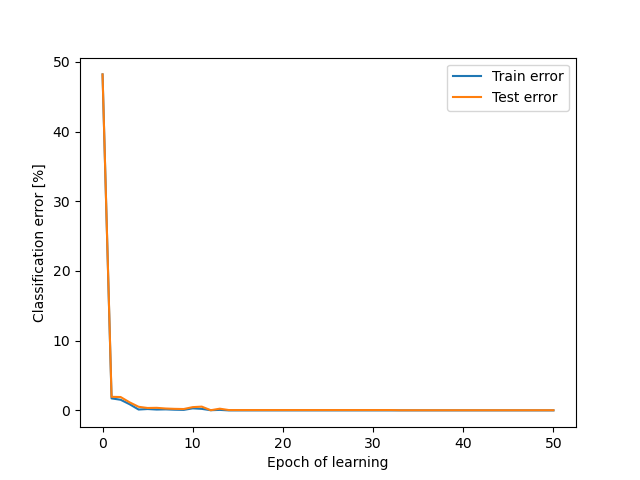 Train error
Test error
50
40
30
20
10
0
Classification error [%]
0 10 20 30 40 50
Epoch of learning